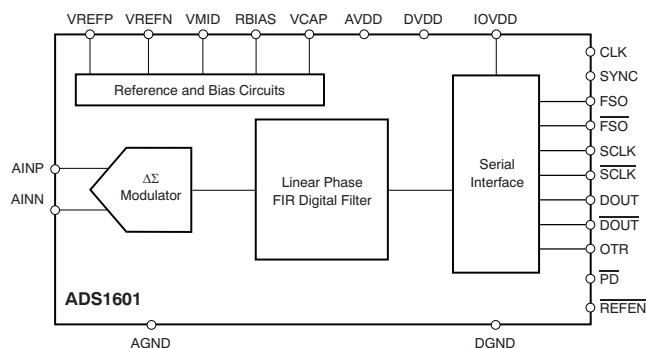 VREFP VREFN VMID RBIAS VCAP AVDD DVDD IOVDD
CLK
SYNC
FSO
FSO
SCLK
SCLK
DOUT
DOUT
OTR
PD
REFEN
Reference and Bias Circuits
AINP
AINN
ΔΣ
Modulator
Linear Phase
FIR Digital Filter
Serial
Interface
ADS1601
AGND DGND